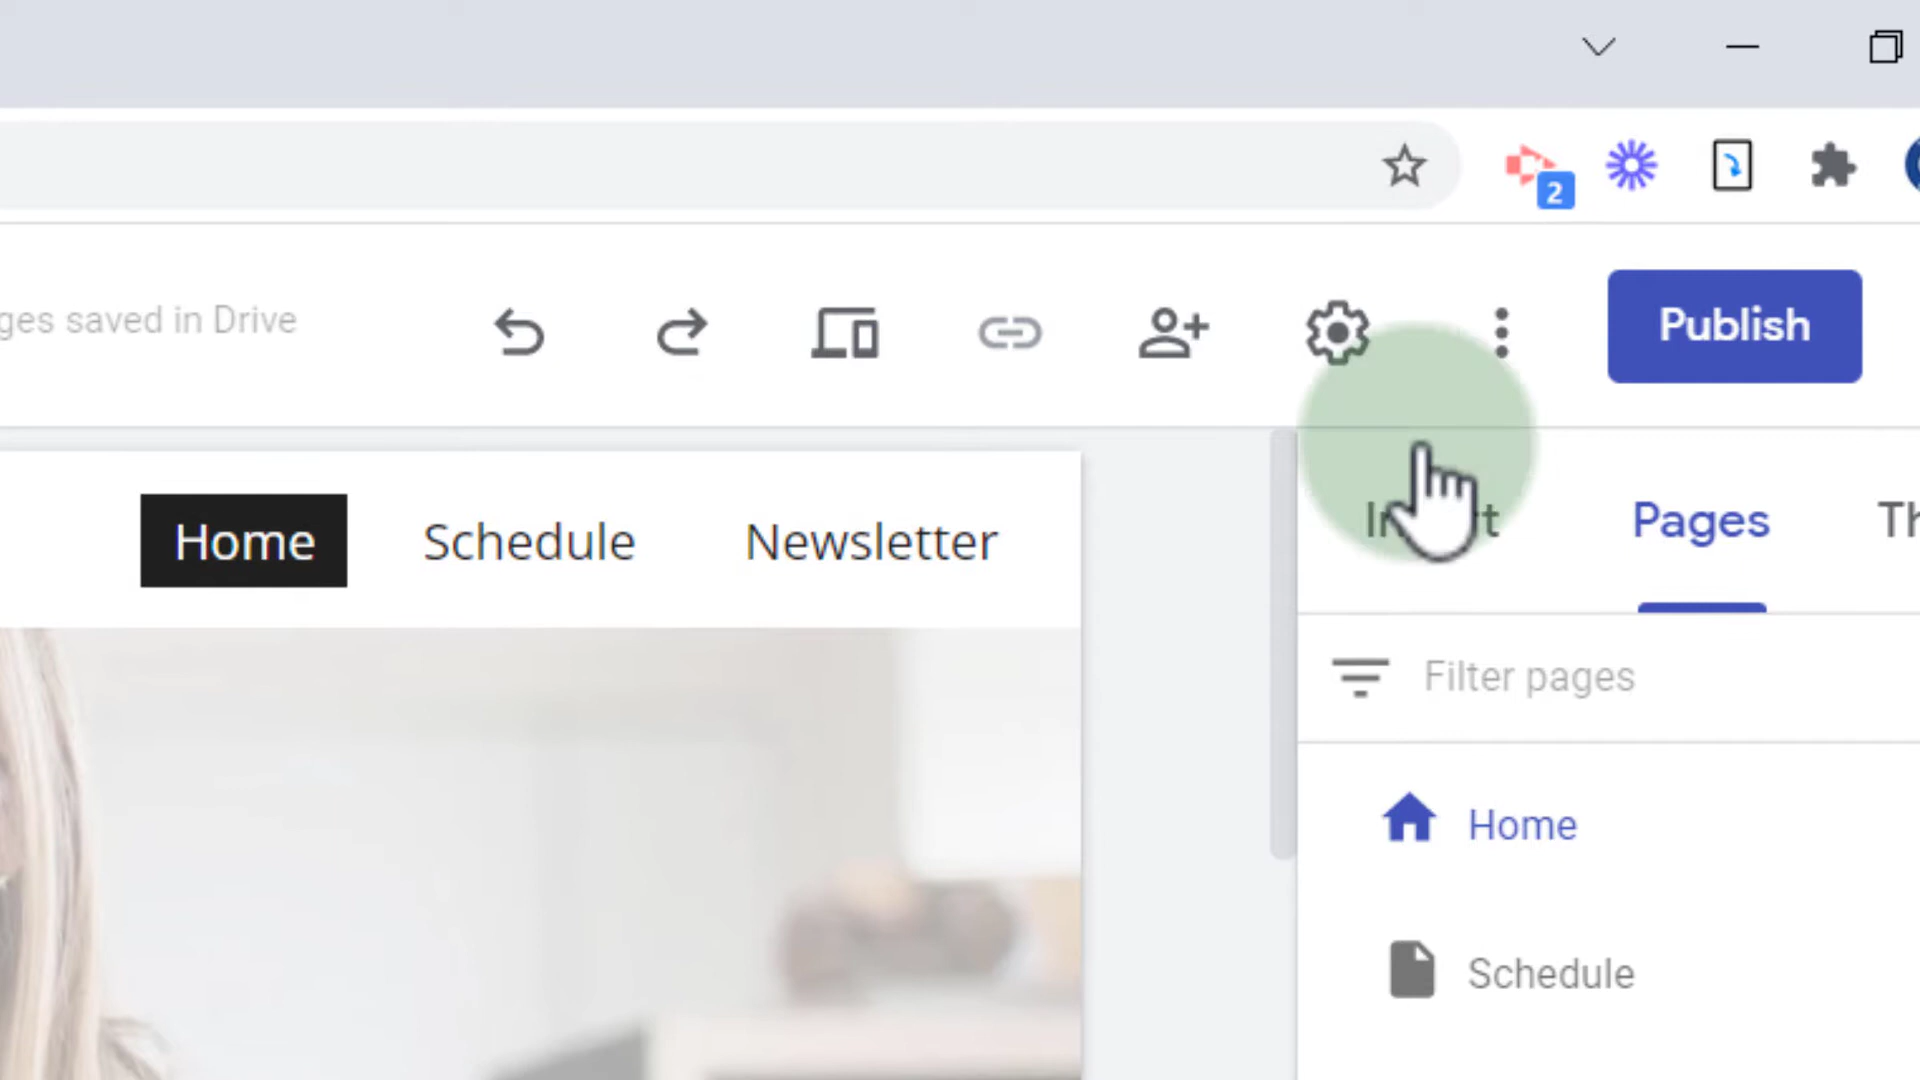 2
ges saved in Drive
Publish
Home Schedule Newsletter
Pages
Filter pages
Home
Schedule